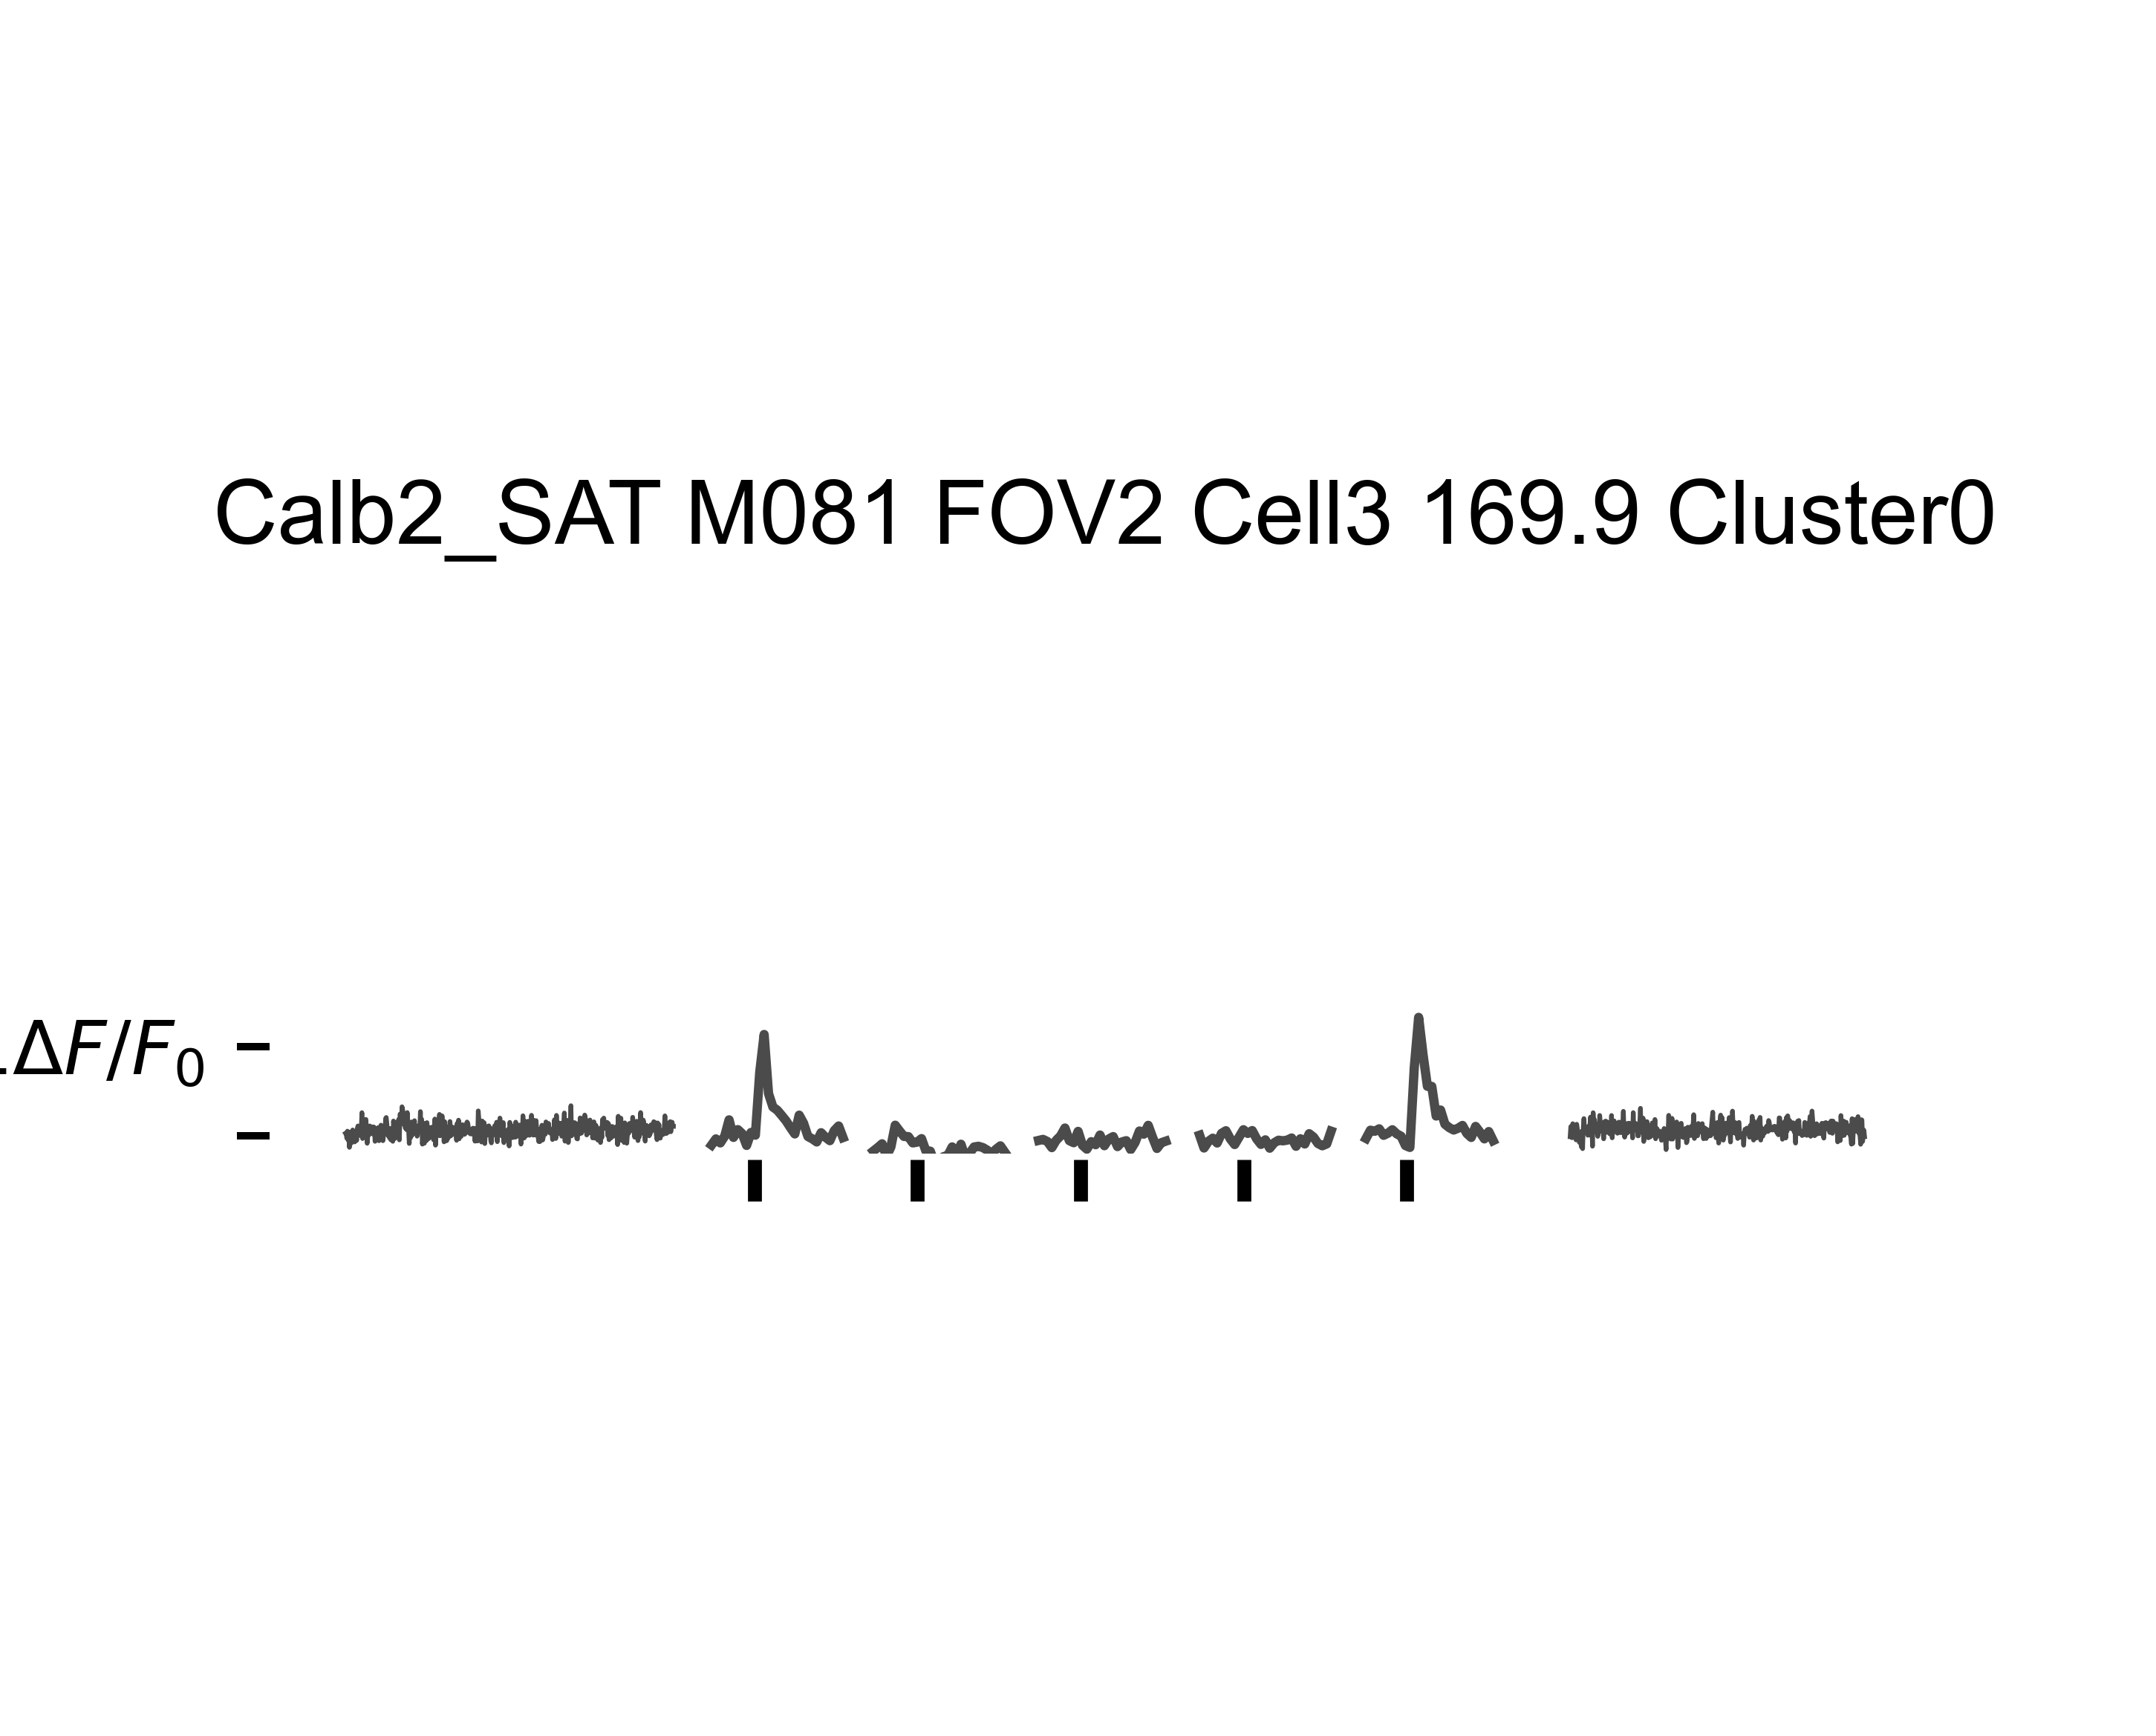 Calb2_SAT M081 FOV2 Cell3 169.9 Cluster0
.ΔF/F₀